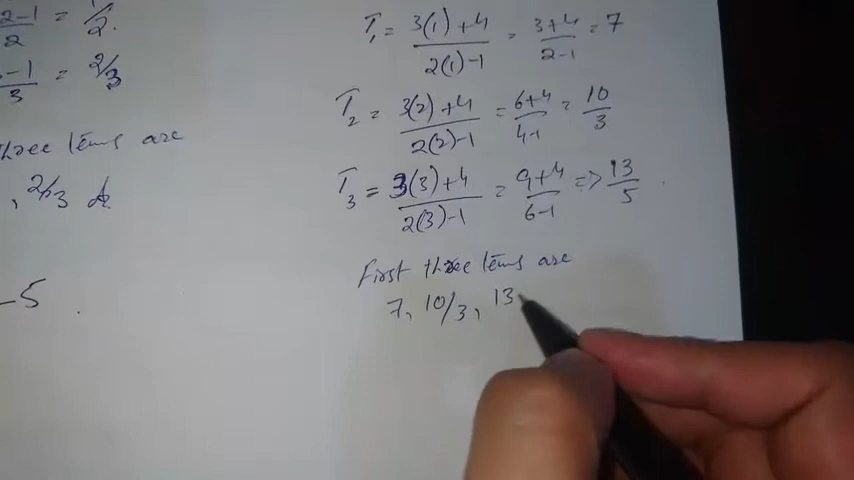 2-1/2 = 1/2.
-1/3 = 2/3
three terms are
, 2/3
-5 .
T1 = 3(1)+4/2(1)-1 = 3+4/2-1 = 7
T2 = 3(2)+4/2(2)-1 = 6+4/4-1 = 10/3
T3 = 3(3)+4/2(3)-1 = 9+4/6-1 => 13/5 .
First three terms are
7, 10/3, 13